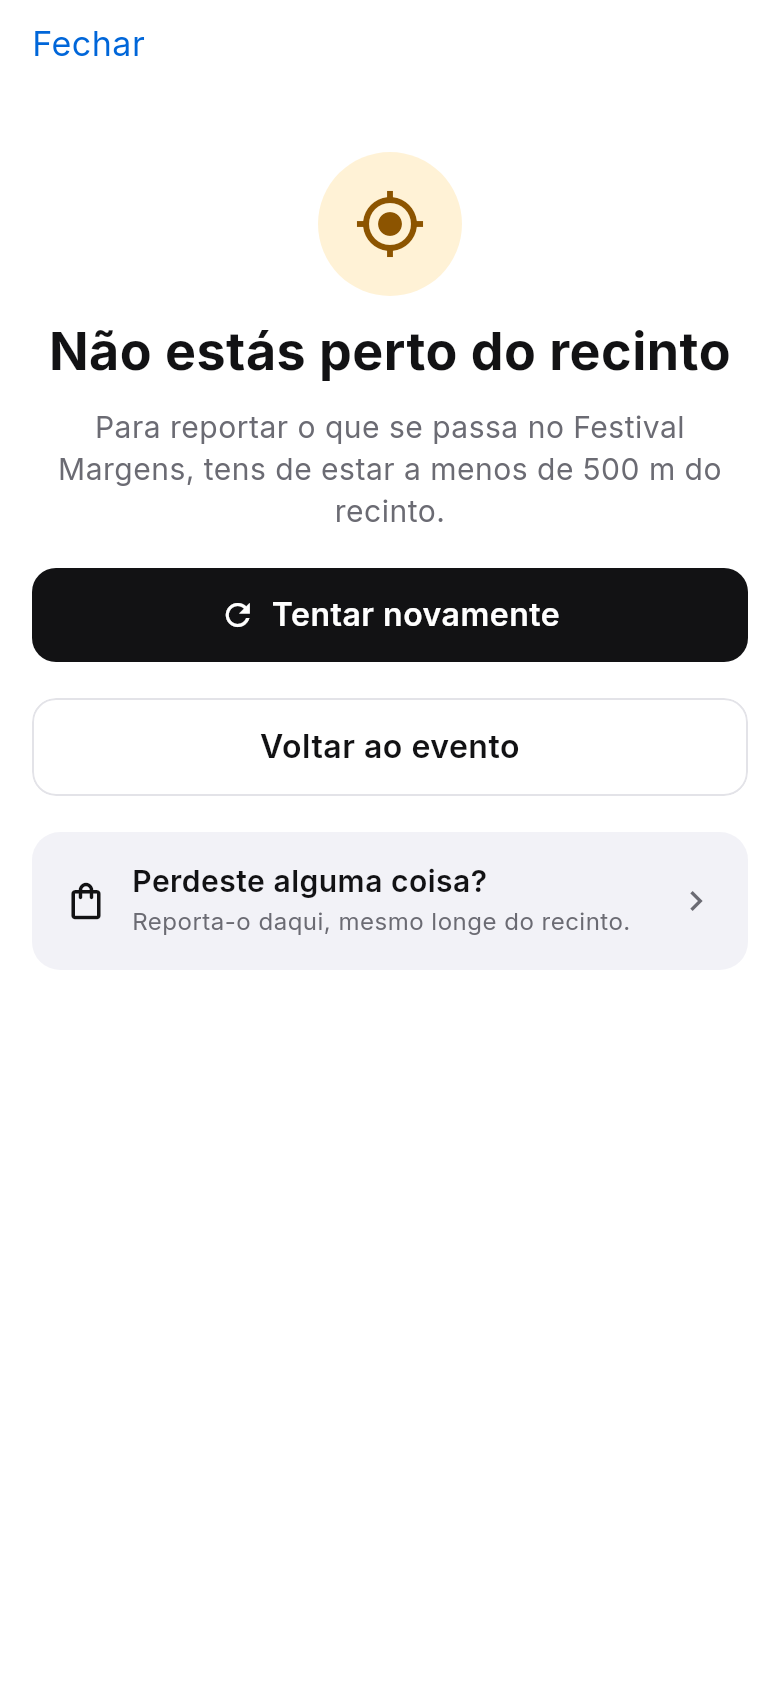 Fechar
Não estás perto do recinto
Para reportar o que se passa no Festival
Margens, tens de estar a menos de 500 m do
recinto.
Tentar novamente
Voltar ao evento
Perdeste alguma coisa?
Reporta-o daqui, mesmo longe do recinto.